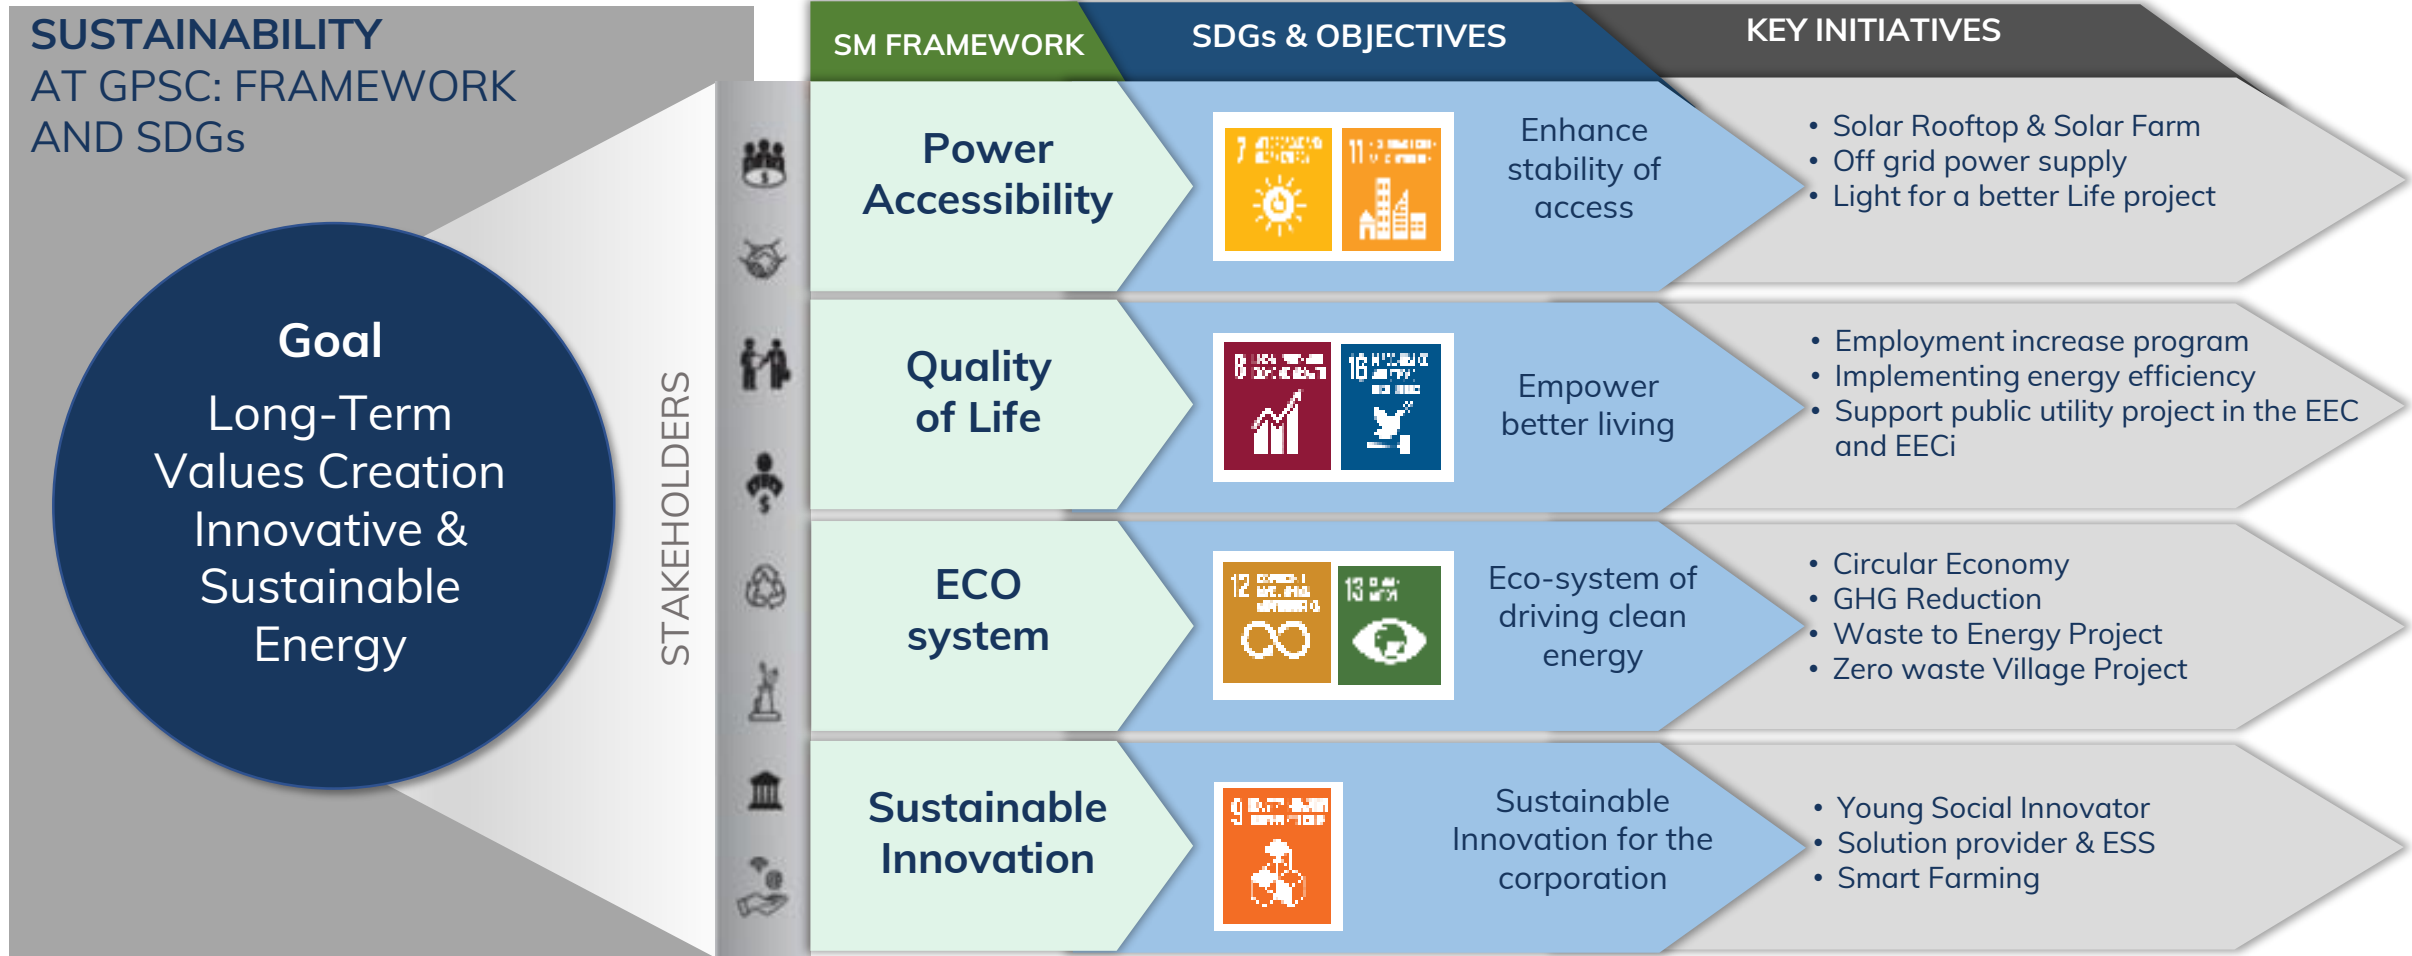 SUSTAINABILITY
AT GPSC: FRAMEWORK
AND SDGs
Goal
Long-Term
Values Creation
Innovative &
Sustainable
Energy
STAKEHOLDERS
SM FRAMEWORK
SDGs & OBJECTIVES
KEY INITIATIVES
Power
Accessibility
7
11
Enhance
stability of
access
• Solar Rooftop & Solar Farm
• Off grid power supply
• Light for a better Life project
Quality
of Life
8
16
Empower
better living
• Employment increase program
• Implementing energy efficiency
• Support public utility project in the EEC
and EECi
ECO
system
12
13
Eco-system of
driving clean
energy
• Circular Economy
• GHG Reduction
• Waste to Energy Project
• Zero waste Village Project
Sustainable
Innovation
9
Sustainable
Innovation for the
corporation
• Young Social Innovator
• Solution provider & ESS
• Smart Farming